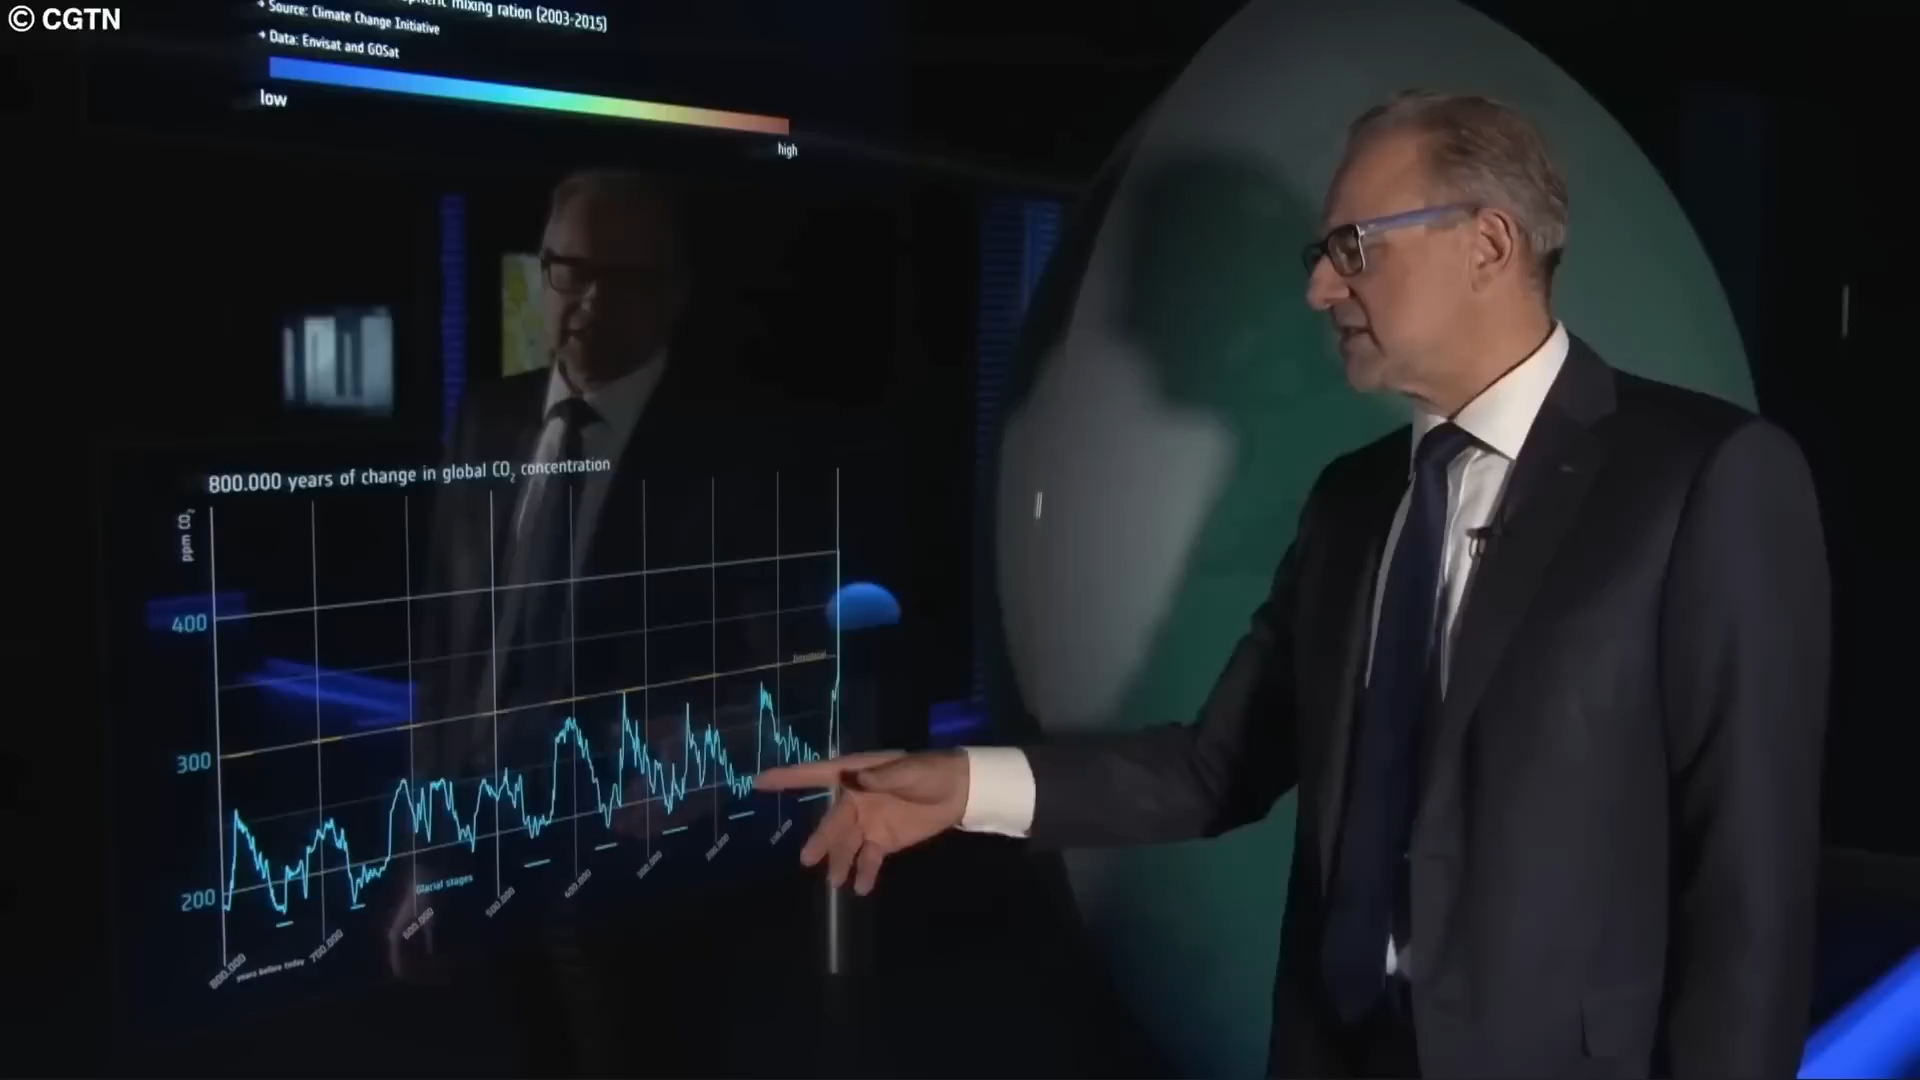 © CGTN
mixing ration (2003-2015)
Source: Climate Change Initiative
Data: Envisat and GOSat
low
high
800.000 years of change in global CO₂ concentration
ppm CO₂
400
300
200
Glacial stages
800.000
years before today
700.000
600.000
500.000
400.000
300.000
200.000
100.000